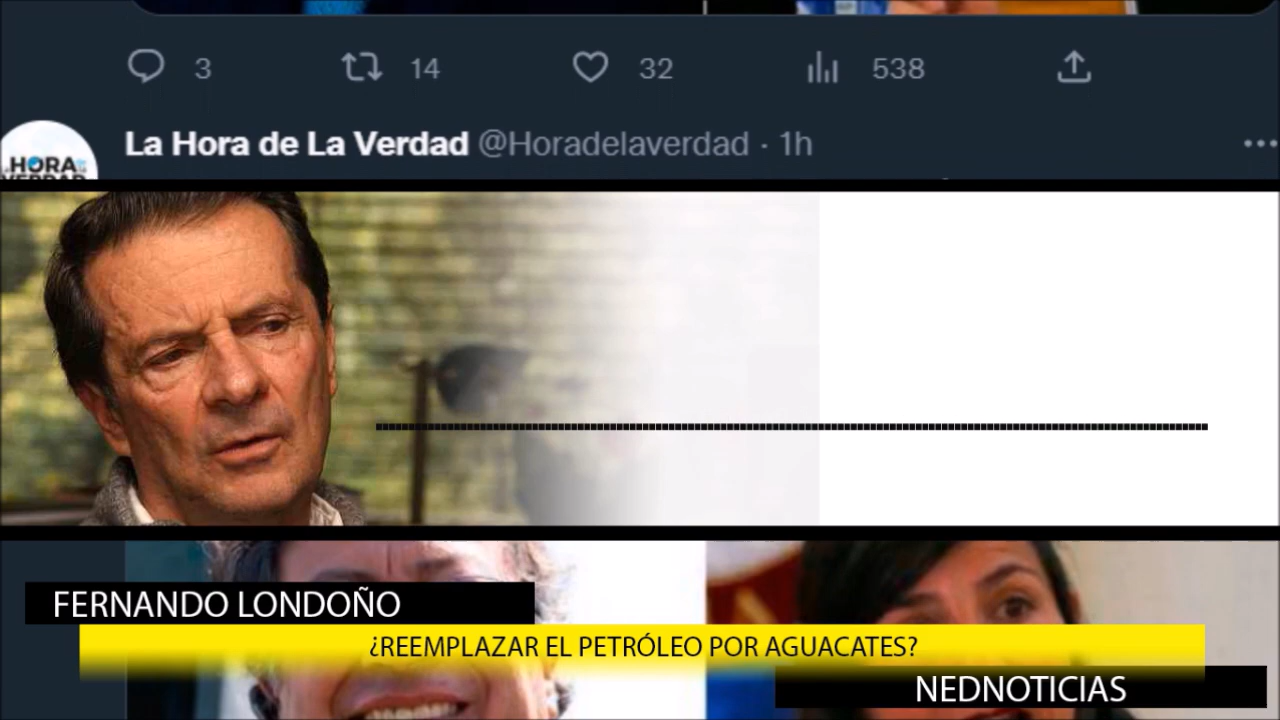 3 14 32 538
La Hora de La Verdad @Horadelaverdad · 1h
HORA
VERDAD
FERNANDO LONDOÑO
¿REEMPLAZAR EL PETRÓLEO POR AGUACATES?
NEDNOTICIAS